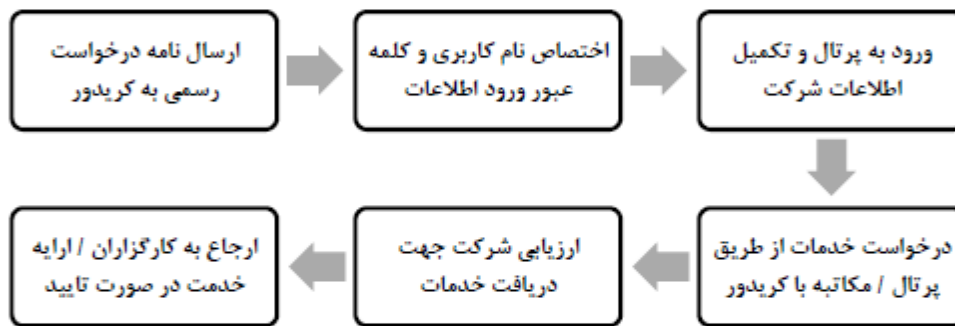 ارسال نامه درخواست
رسمی به کریدور
اختصاص نام کاربری و کلمه
عبور ورود اطلاعات
ورود به پرتال و تکمیل
اطلاعات شرکت
درخواست خدمات از طریق
پرتال / مکاتبه با کریدور
ارزیابی شرکت جهت
دریافت خدمات
ارجاع به کارگزاران / ارایه
خدمت در صورت تایید